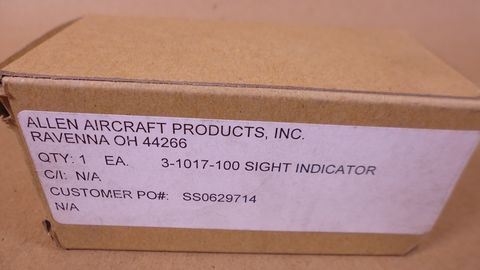 ALLEN AIRCRAFT PRODUCTS, INC.
RAVENNA OH 44266
QTY: 1 EA. 3-1017-100 SIGHT INDICATOR
C/I: N/A
CUSTOMER PO#: SS0629714
N/A